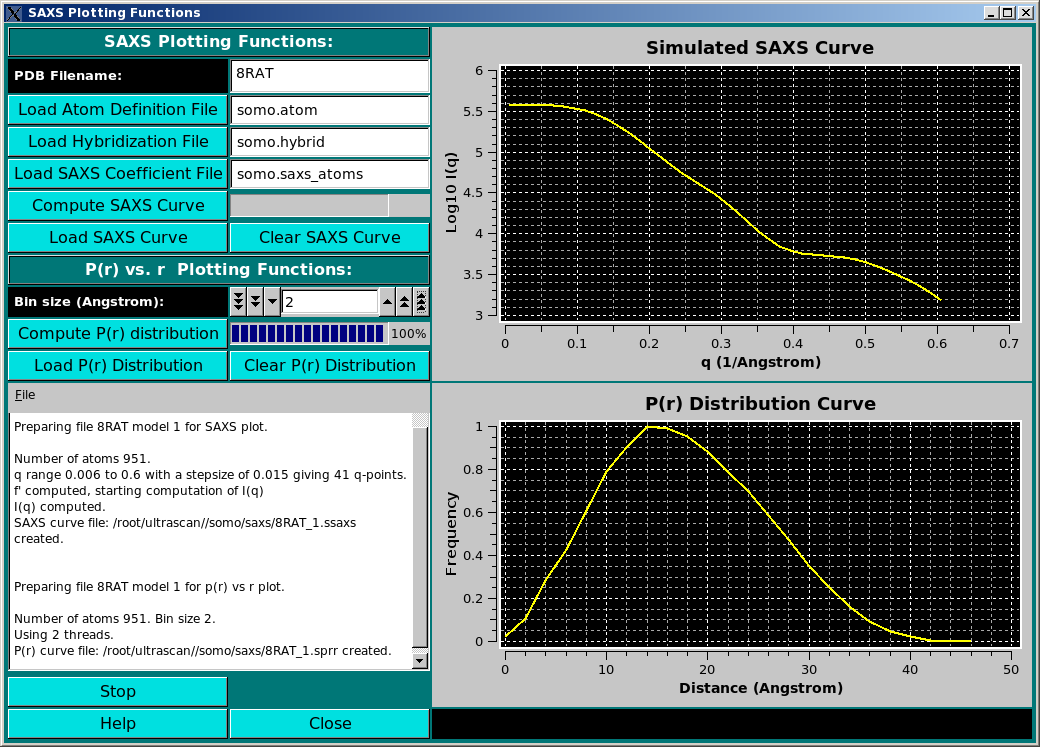 SAXS Plotting Functions
SAXS Plotting Functions:
PDB Filename:
8RAT
Load Atom Definition File
somo.atom
Load Hybridization File
somo.hybrid
Load SAXS Coefficient File
somo.saxs_atoms
Compute SAXS Curve
Load SAXS Curve
Clear SAXS Curve
P(r) vs. r  Plotting Functions:
Bin size (Angstrom):
2
Compute P(r) distribution
100%
Load P(r) Distribution
Clear P(r) Distribution
File
Preparing file 8RAT model 1 for SAXS plot.
Number of atoms 951.
q range 0.006 to 0.6 with a stepsize of 0.015 giving 41 q-points.
f' computed, starting computation of I(q)
I(q) computed.
SAXS curve file: /root/ultrascan//somo/saxs/8RAT_1.ssaxs
created.
Preparing file 8RAT model 1 for p(r) vs r plot.
Number of atoms 951. Bin size 2.
Using 2 threads.
P(r) curve file: /root/ultrascan//somo/saxs/8RAT_1.sprr created.
Stop
Help
Close
Simulated SAXS Curve
Log10 I(q)
6
5.5
5
4.5
4
3.5
3
0 0.1 0.2 0.3 0.4 0.5 0.6 0.7
q (1/Angstrom)
P(r) Distribution Curve
Frequency
1
0.8
0.6
0.4
0.2
0
0 10 20 30 40 50
Distance (Angstrom)